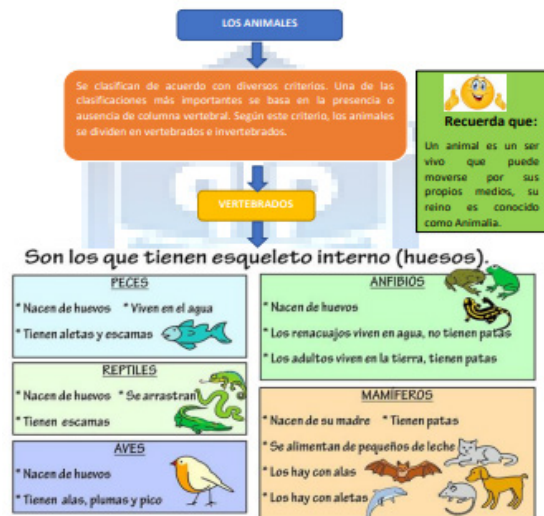 LOS ANIMALES
Se clasifican de acuerdo con diversos criterios. Una de las
clasificaciones más importantes se basa en la presencia o
ausencia de columna vertebral. Según este criterio, los animales
se dividen en vertebrados e invertebrados.
Recuerda que:
Un animal es un ser
vivo que puede
moverse por sus
propios medios, su
reino es conocido
como Animalia.
VERTEBRADOS
Son los que tienen esqueleto interno (huesos).
PECES
* Nacen de huevos * Viven en el agua
* Tienen aletas y escamas
REPTILES
* Nacen de huevos * Se arrastran
* Tienen escamas
AVES
* Nacen de huevos
* Tienen alas, plumas y pico
ANFIBIOS
* Nacen de huevos
* Los renacuajos viven en agua, no tienen patas
* Los adultos viven en la tierra, tienen patas
MAMÍFEROS
* Nacen de su madre * Tienen patas
* Se alimentan de pequeños de leche
* Los hay con alas
* Los hay con aletas